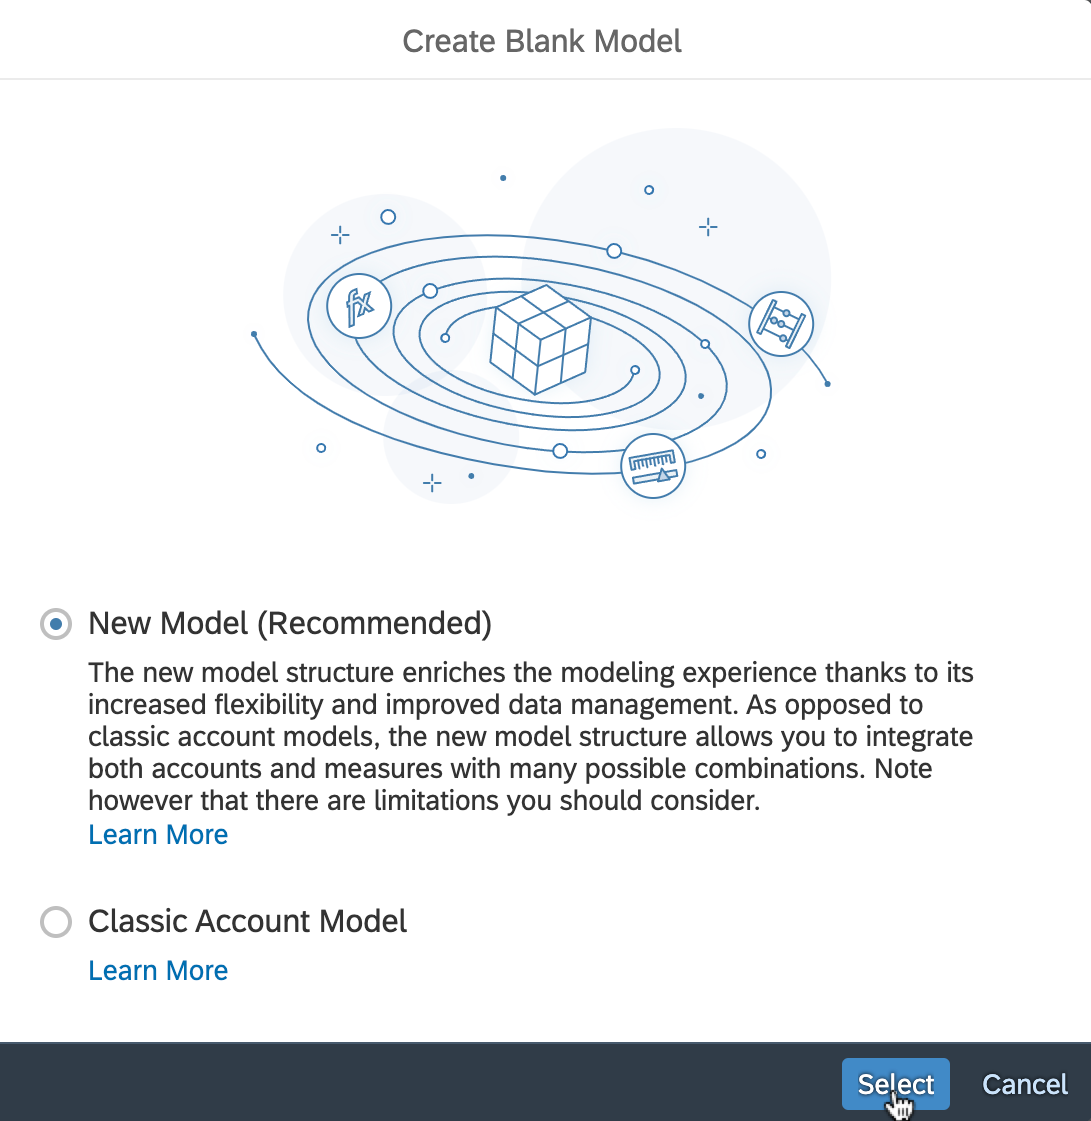 Create Blank Model
fx
New Model (Recommended)
The new model structure enriches the modeling experience thanks to its
increased flexibility and improved data management. As opposed to
classic account models, the new model structure allows you to integrate
both accounts and measures with many possible combinations. Note
however that there are limitations you should consider.
Learn More
Classic Account Model
Learn More
Select
Cancel